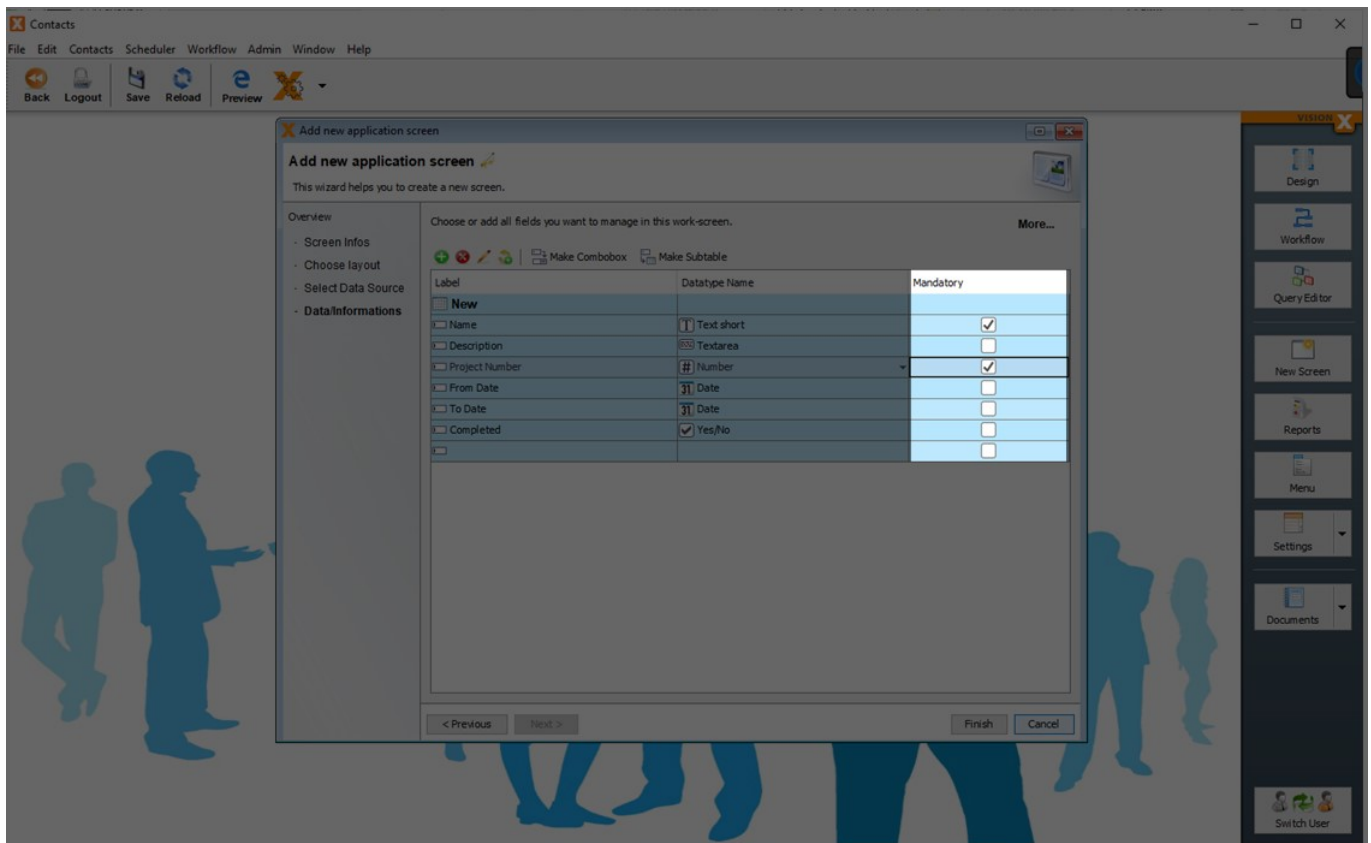 Contacts
File Edit Contacts Scheduler Workflow Admin Window Help
Back Logout Save Reload Preview
VISION X
Add new application screen
Add new application screen
This wizard helps you to create a new screen.
Overview
- Screen Infos
- Choose layout
- Select Data Source
- Data/Informations
Choose or add all fields you want to manage in this work-screen.
More...
Make Combobox Make Subtable
Label Datatype Name Mandatory
New
Name Text short
Description Textarea
Project Number # Number
From Date 31 Date
To Date 31 Date
Completed Yes/No
< Previous Next > Finish Cancel
Design
Workflow
Query Editor
New Screen
Reports
Menu
Settings
Documents
Switch User